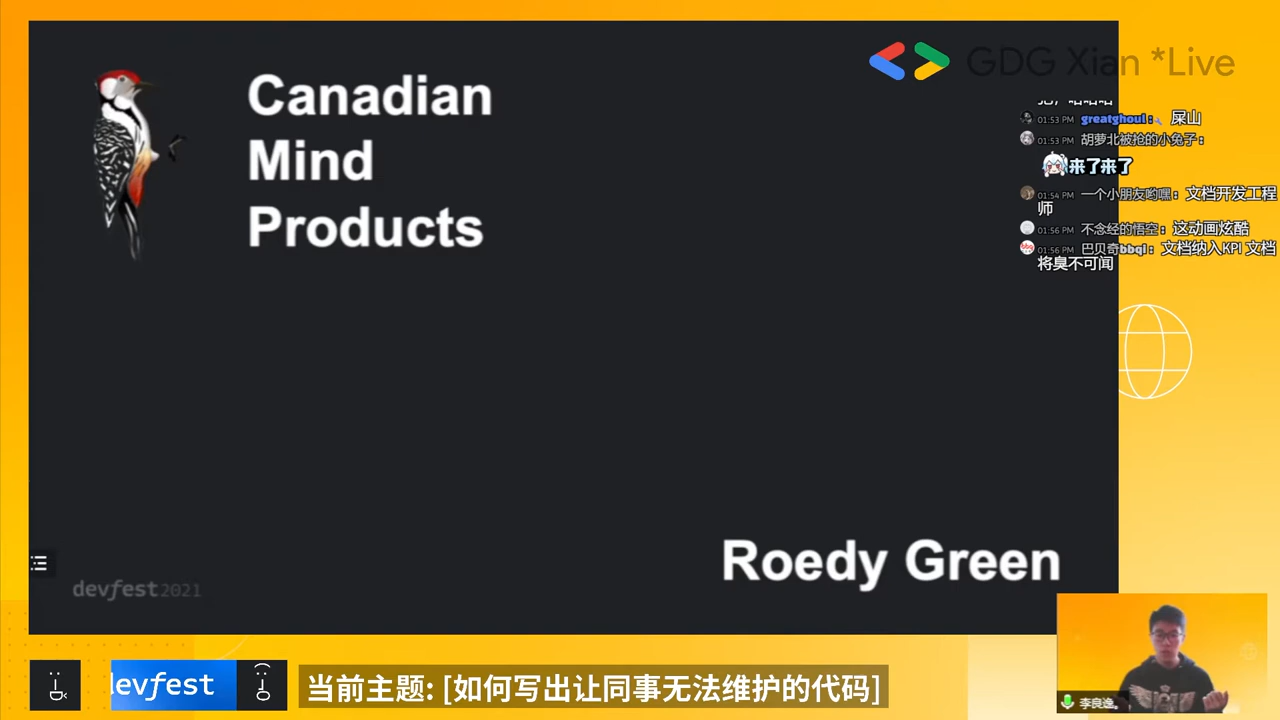 Canadian
Mind
Products
GDG Xian *Live
01:53 PM greatghoul: 屎山
01:53 PM 胡萝北被抢的小兔子:
来了来了
01:54 PM 一个小朋友哟嘿: 文档开发工程
师
01:56 PM 不念经的悟空: 这动画炫酷
01:56 PM 巴贝奇bbqi: 文档纳入KPI 文档
将臭不可闻
Roedy Green
devfest2021
devfest
当前主题: [如何写出让同事无法维护的代码]
李良逸